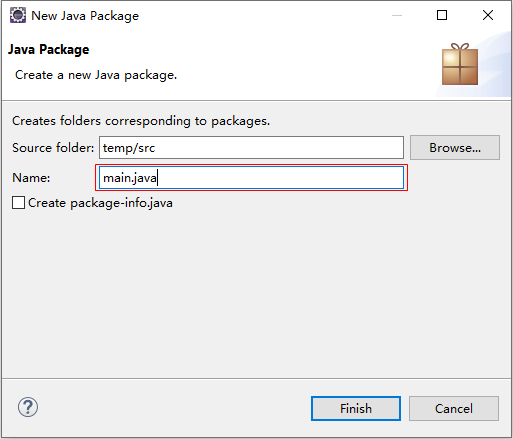 New Java Package
Java Package
Create a new Java package.
Creates folders corresponding to packages.
Source folder: temp/src Browse...
Name: main.java
Create package-info.java
? Finish Cancel